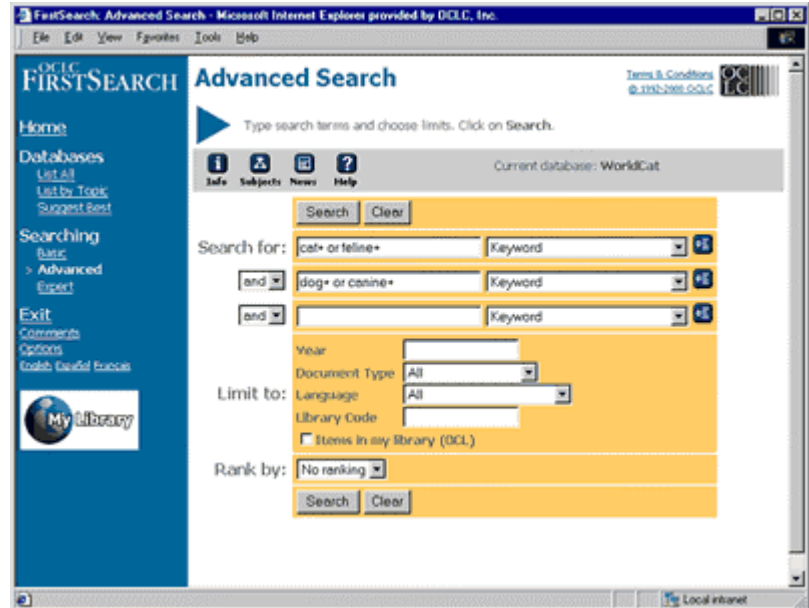 FirstSearch: Advanced Search - Microsoft Internet Explorer provided by OCLC, Inc.
File Edit View Favorites Tools Help
OCLC
FIRSTSEARCH
Home
Databases
List All
List by Topic
Suggest Best
Searching
Basic
> Advanced
Expert
Exit
Comments
Options
English Español Français
My Library
Advanced Search
Terms & Conditions
© 1992-2000 OCLC
OCLC
Type search terms and choose limits. Click on Search.
Info Subjects News Help
Current database: WorldCat
Search Clear
Search for: cat+ or feline+ Keyword
and dog+ or canine+ Keyword
and Keyword
Limit to:
Year
Document Type All
Language All
Library Code
Items in my library (OCL)
Rank by: No ranking
Search Clear
Local intranet